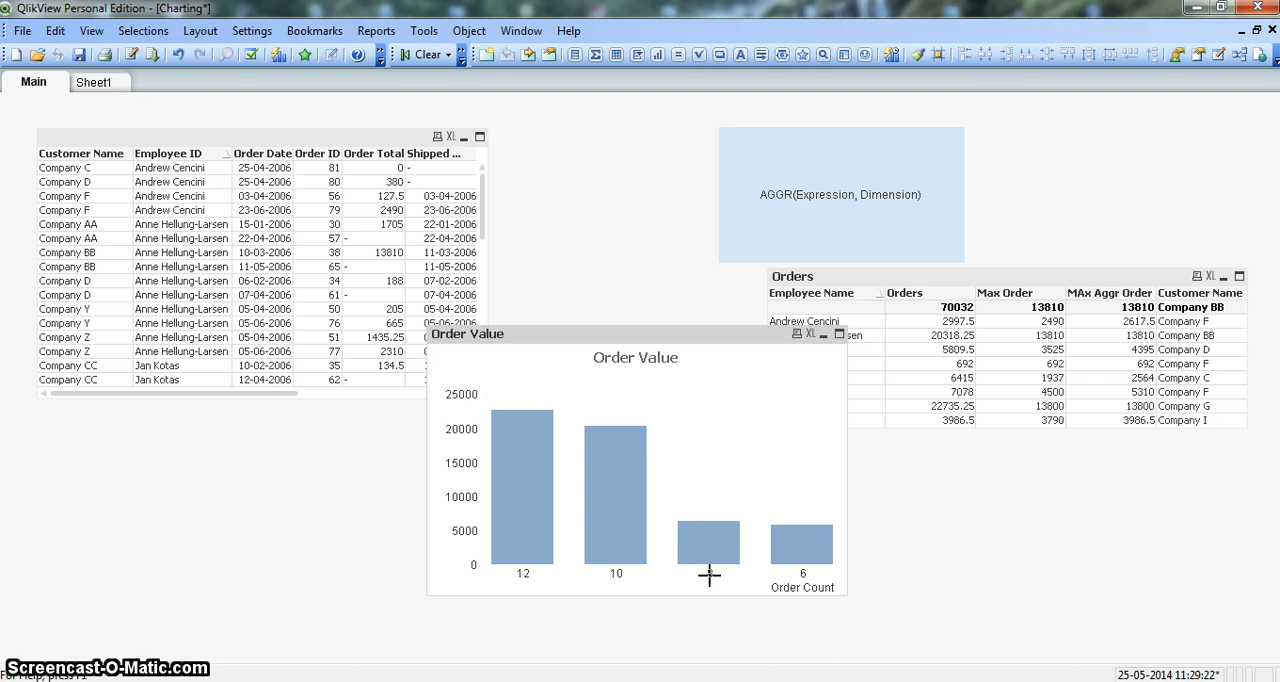 QlikView Personal Edition - [Charting*]
File Edit View Selections Layout Settings Bookmarks Reports Tools Object Window Help
Clear
Main Sheet1
XL
Customer Name Employee ID Order Date Order ID Order Total Shipped ...
Company C Andrew Cencini 25-04-2006 81 0 -
Company D Andrew Cencini 25-04-2006 80 380 -
Company F Andrew Cencini 03-04-2006 56 127.5 03-04-2006
Company F Andrew Cencini 23-06-2006 79 2490 23-06-2006
Company AA Anne Hellung-Larsen 15-01-2006 30 1705 22-01-2006
Company AA Anne Hellung-Larsen 22-04-2006 57 - 22-04-2006
Company BB Anne Hellung-Larsen 10-03-2006 38 13810 11-03-2006
Company BB Anne Hellung-Larsen 11-05-2006 65 - 11-05-2006
Company D Anne Hellung-Larsen 06-02-2006 34 188 07-02-2006
Company D Anne Hellung-Larsen 07-04-2006 61 - 07-04-2006
Company Y Anne Hellung-Larsen 05-04-2006 50 205 05-04-2006
Company Y Anne Hellung-Larsen 05-06-2006 76 665 05-06-2006
Company Z Anne Hellung-Larsen 05-04-2006 51 1435.25
Company Z Anne Hellung-Larsen 05-06-2006 77 2310
Company CC Jan Kotas 10-02-2006 35 134.5
Company CC Jan Kotas 12-04-2006 62 -
AGGR(Expression, Dimension)
Orders XL
Employee Name Orders Max Order MAx Aggr Order Customer Name
70032 13810 13810 Company BB
Andrew Cencini 2997.5 2490 2617.5 Company F
sen 20318.25 13810 13810 Company BB
5809.5 3525 4395 Company D
692 692 692 Company F
6415 1937 2564 Company C
7078 4500 5310 Company F
22735.25 13800 13800 Company G
3986.5 3790 3986.5 Company I
Order Value XL
Order Value
25000
20000
15000
10000
5000
0
12 10 6
Order Count
Screencast-O-Matic.com
25-05-2014 11:29:22*